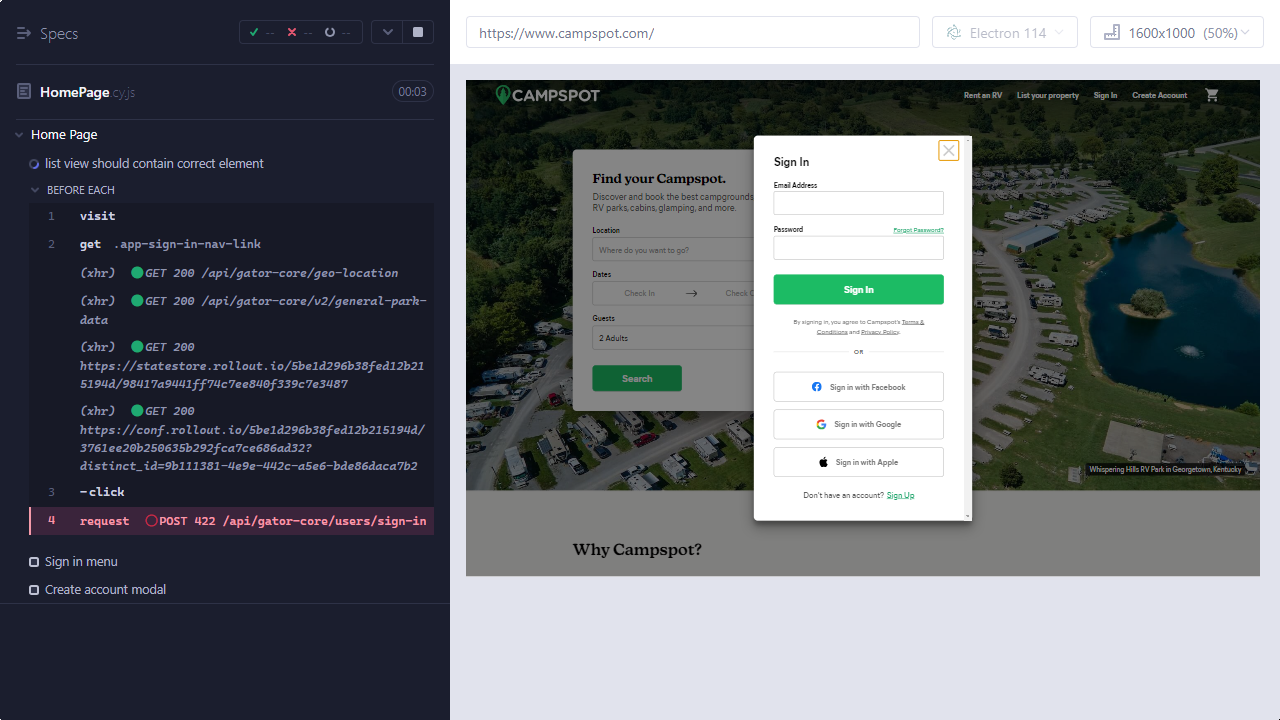 Specs
-- -- --
HomePage cy.js
00:03
Home Page
list view should contain correct element
BEFORE EACH
1 visit
2 get .app-sign-in-nav-link
(xhr) GET 200 /api/gator-core/geo-location
(xhr) GET 200 /api/gator-core/v2/general-park-
data
(xhr) GET 200
https://statestore.rollout.io/5be1d296b38fed12b21
5194d/98417a9441ff74c7ee840f339c7e3487
(xhr) GET 200
https://conf.rollout.io/5be1d296b38fed12b215194d/
3761ee20b250635b292fca7ce686ad32?
distinct_id=9b111381-4e9e-442c-a5e6-bde86daca7b2
3 -click
4 request POST 422 /api/gator-core/users/sign-in
Sign in menu
Create account modal
https://www.campspot.com/
Electron 114
1600x1000 (50%)
CAMPSPOT
Rent an RV List your property Sign In Create Account
Find your Campspot.
Discover and book the best campgrounds
RV parks, cabins, glamping, and more.
Location
Where do you want to go?
Dates
Check In → Check O
Guests
2 Adults
Search
Sign In
Email Address
Password Forgot Password?
Sign In
By signing in, you agree to Campspot's Terms &
Conditions and Privacy Policy.
OR
Sign in with Facebook
Sign in with Google
Sign in with Apple
Don't have an account? Sign Up
Whispering Hills RV Park in Georgetown, Kentucky
Why Campspot?